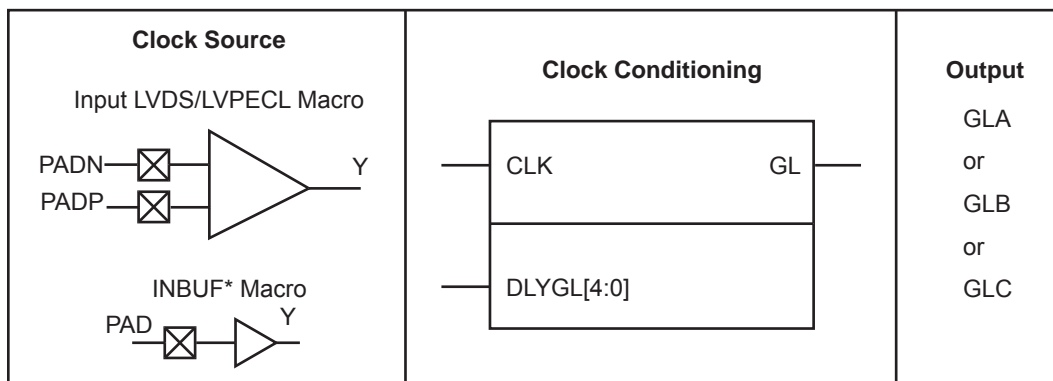 Clock Source
Input LVDS/LVPECL Macro
PADN
PADP
Y
INBUF* Macro
PAD
Y
Clock Conditioning
CLK
GL
DLYGL[4:0]
Output
GLA
or
GLB
or
GLC